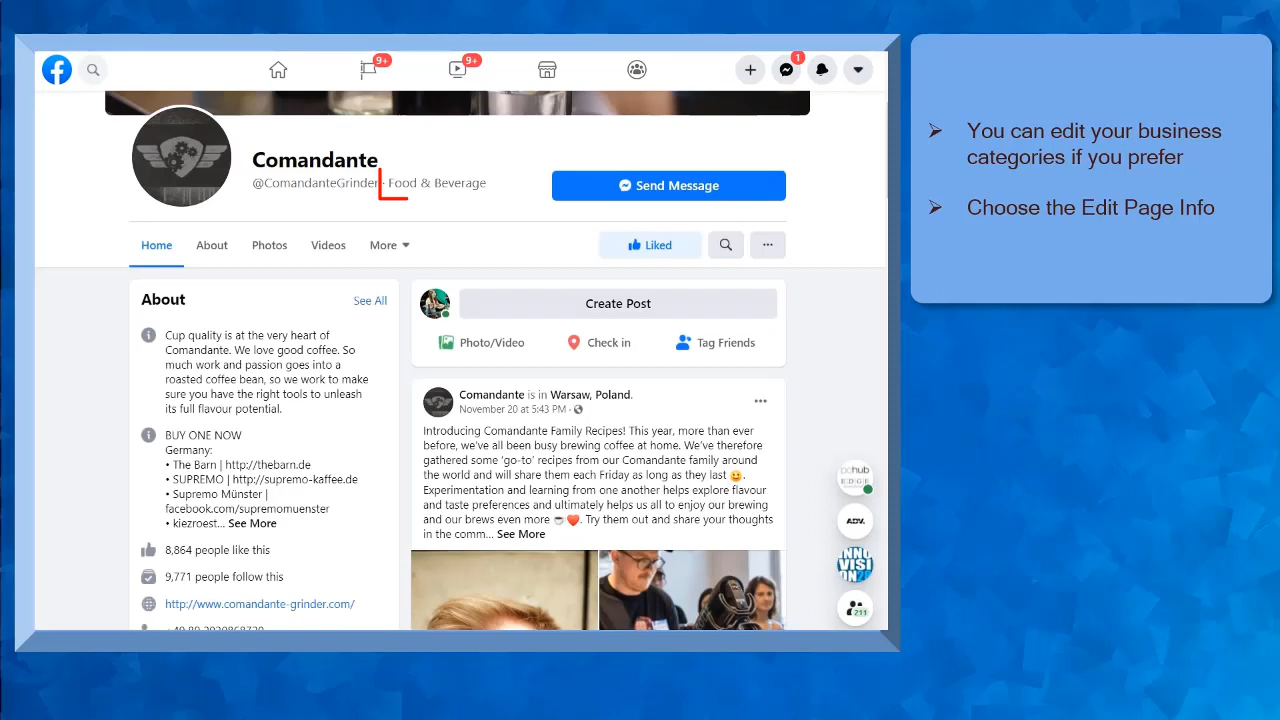 9+
9+
1
Comandante
@ComandanteGrinder · Food & Beverage
Send Message
Home
About
Photos
Videos
More
Liked
About
See All
Cup quality is at the very heart of
Comandante. We love good coffee. So
much work and passion goes into a
roasted coffee bean, so we work to make
sure you have the right tools to unleash
its full flavour potential.
BUY ONE NOW
Germany:
• The Barn | http://thebarn.de
• SUPREMO | http://supremo-kaffee.de
• Supremo Münster |
facebook.com/supremomuenster
• kiezroest... See More
8,864 people like this
9,771 people follow this
http://www.comandante-grinder.com/
Create Post
Photo/Video
Check in
Tag Friends
Comandante is in Warsaw, Poland.
November 20 at 5:43 PM ·
Introducing Comandante Family Recipes! This year, more than ever
before, we've all been busy brewing coffee at home. We've therefore
gathered some 'go-to' recipes from our Comandante family around
the world and will share them each Friday as long as they last 😃.
Experimentation and learning from one another helps explore flavour
and taste preferences and ultimately helps us all to enjoy our brewing
and our brews even more ☕❤️. Try them out and share your thoughts
in the comm... See More
pchub
EDGE
ADV.
INNO
VISION
211
➢ You can edit your business
categories if you prefer
➢ Choose the Edit Page Info